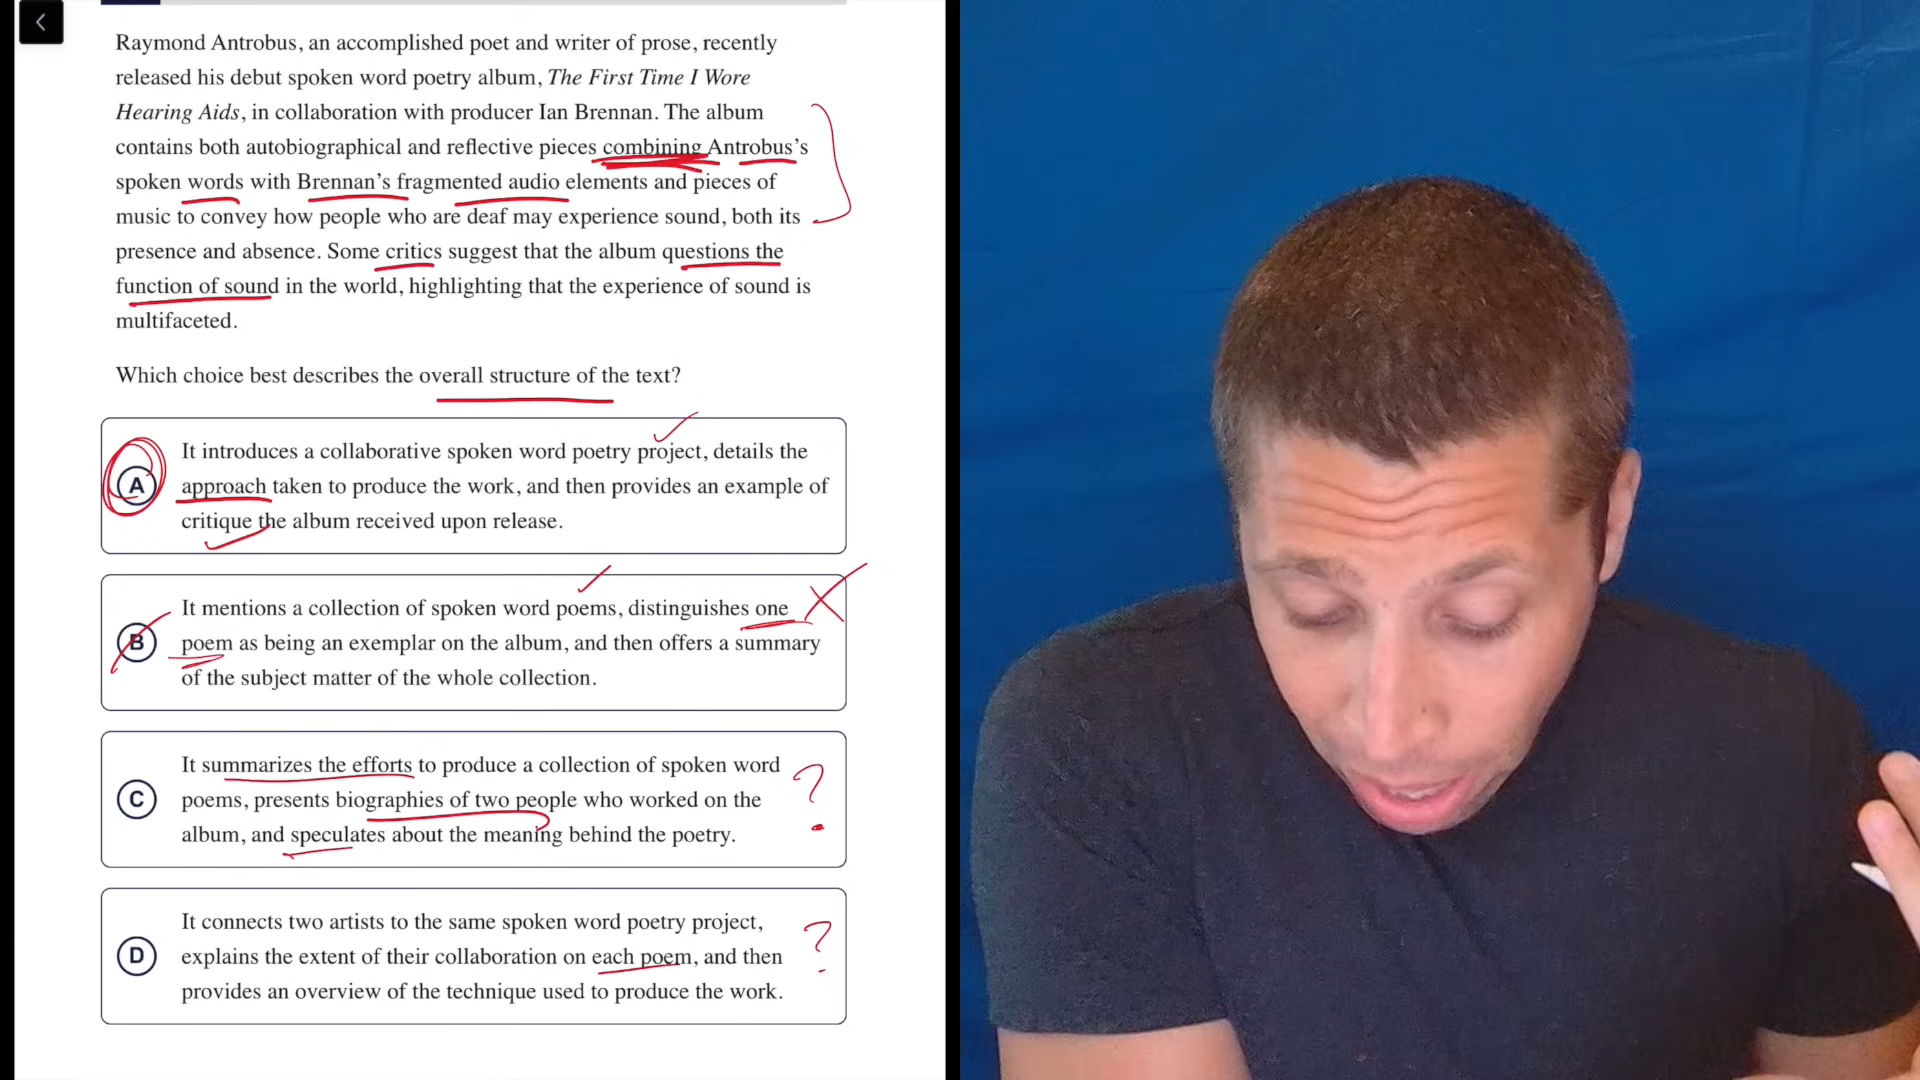 Raymond Antrobus, an accomplished poet and writer of prose, recently
released his debut spoken word poetry album, The First Time I Wore
Hearing Aids, in collaboration with producer Ian Brennan. The album
contains both autobiographical and reflective pieces combining Antrobus's
spoken words with Brennan's fragmented audio elements and pieces of
music to convey how people who are deaf may experience sound, both its
presence and absence. Some critics suggest that the album questions the
function of sound in the world, highlighting that the experience of sound is
multifaceted.
Which choice best describes the overall structure of the text?
A
It introduces a collaborative spoken word poetry project, details the
approach taken to produce the work, and then provides an example of
critique the album received upon release.
B
It mentions a collection of spoken word poems, distinguishes one
poem as being an exemplar on the album, and then offers a summary
of the subject matter of the whole collection.
C
It summarizes the efforts to produce a collection of spoken word
poems, presents biographies of two people who worked on the
album, and speculates about the meaning behind the poetry.
?
D
It connects two artists to the same spoken word poetry project,
explains the extent of their collaboration on each poem, and then
provides an overview of the technique used to produce the work.
?